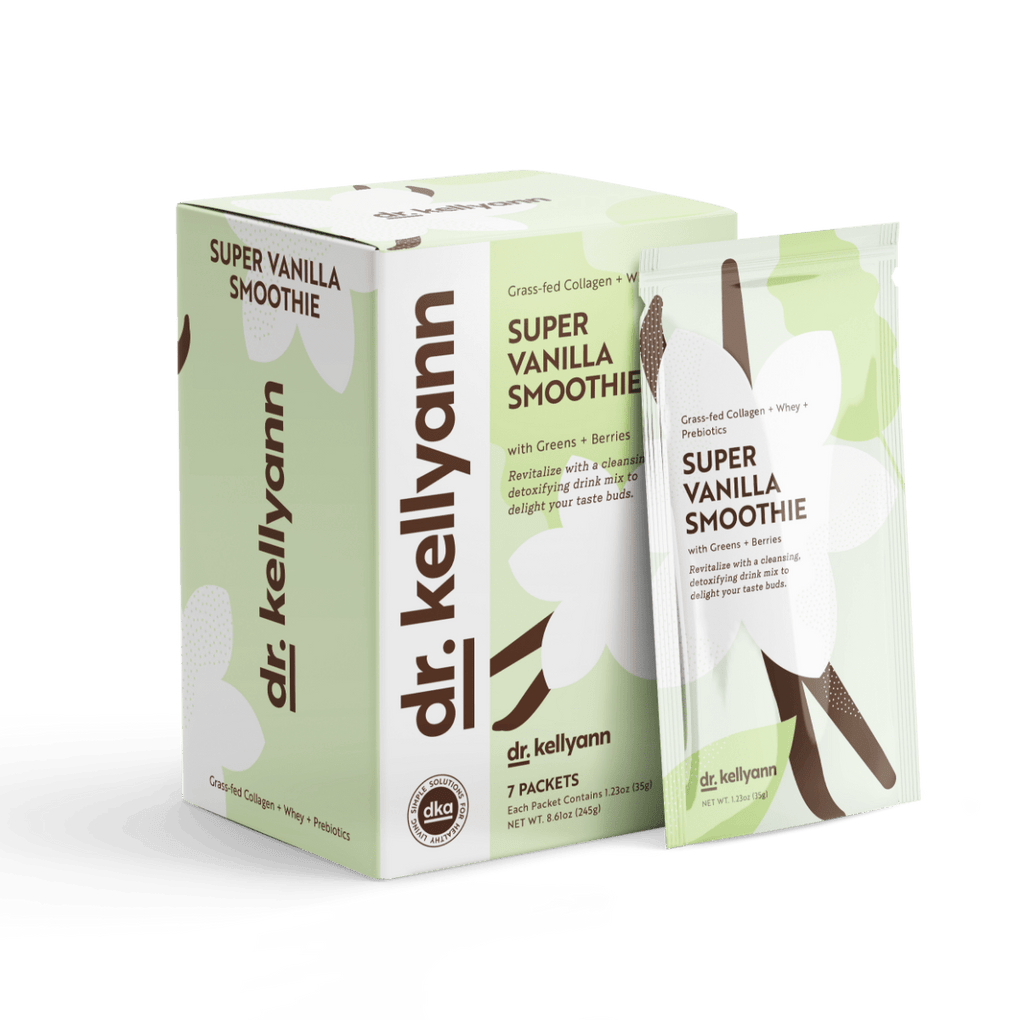 dr. kellyann
SUPER VANILLA
SMOOTHIE
dr. kellyann
Grass-fed Collagen + Whey + Prebiotics
dr. kellyann
SIMPLE SOLUTIONS FOR HEALTHY LIVING
dka
Grass-fed Collagen + W
SUPER
VANILLA
SMOOTHIE
with Greens + Berries
Revitalize with a cleansin
detoxifying drink mix to
delight your taste buds.
dr. kellyann
7 PACKETS
Each Packet Contains 1.23oz (35g)
NET WT. 8.61oz (245g)
Grass-fed Collagen + Whey +
Prebiotics
SUPER
VANILLA
SMOOTHIE
with Greens + Berries
Revitalize with a cleansing,
detoxifying drink mix to
delight your taste buds.
dr. kellyann
NET WT. 1.23oz (35g)